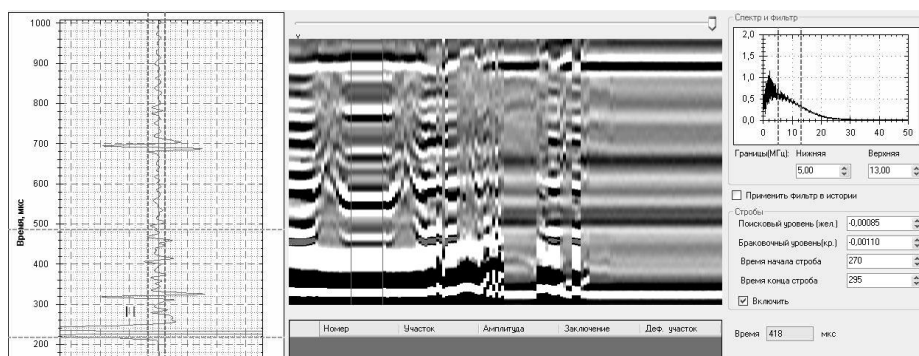 1000
900
800
700
600
500
400
300
200
Время, мкс
Номер Участок Амплитуда Заключение Деф. участок
Спектр и фильтр
2,0
1,5
1,0
0,5
0,0
0 10 20 30 40 50
Границы(МГц): Нижняя Верхняя
5,00 13,00
Применить фильтр в истории
Стробы
Поисковый уровень (жел.) -0,00085
Браковочный уровень(кр.) -0,00110
Время начала строба 270
Время конца строба 295
Включить
Время 418 мкс